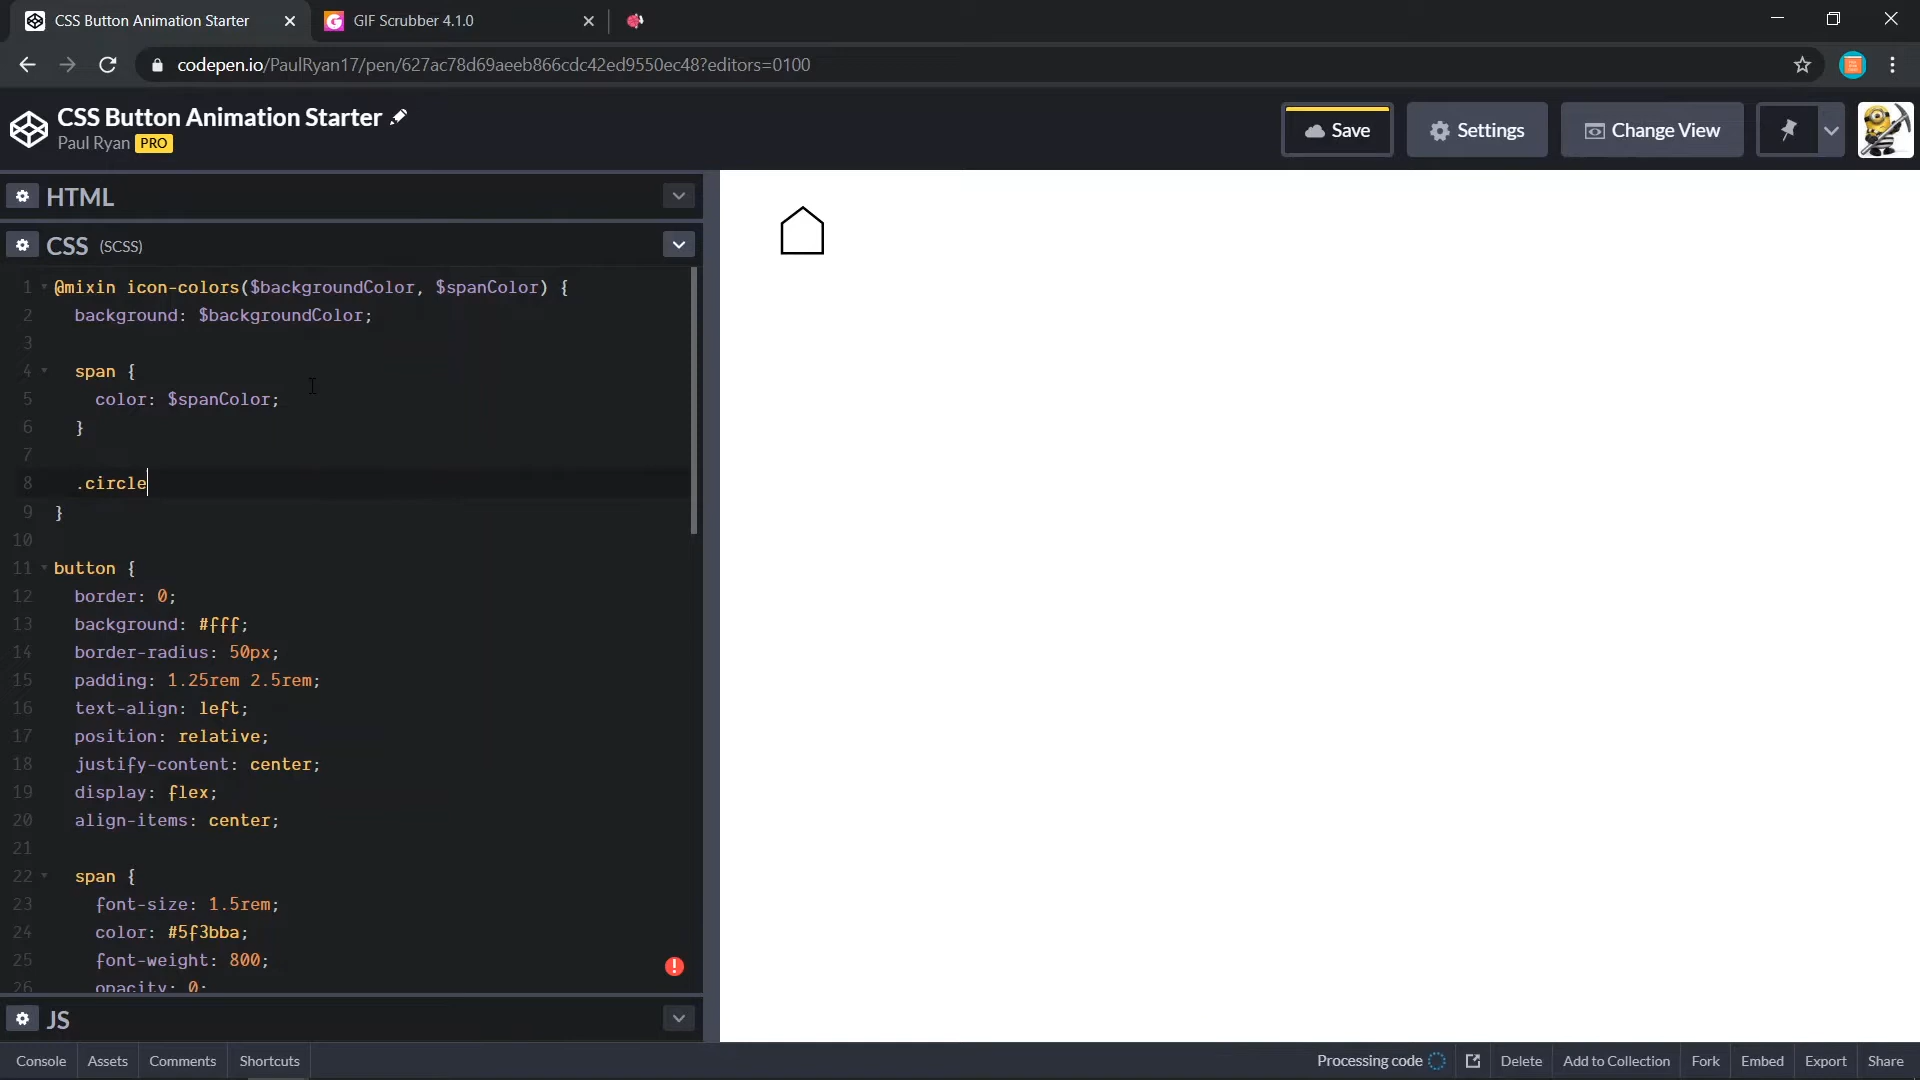 CSS Button Animation Starter
GIF Scrubber 4.1.0
codepen.io/PaulRyan17/pen/627ac78d69aeeb866cdc42ed9550ec48?editors=0100
CSS Button Animation Starter
Paul Ryan PRO
Save
Settings
Change View
HTML
CSS (SCSS)
1 @mixin icon-colors($backgroundColor, $spanColor) {
2 background: $backgroundColor;
3
4 span {
5 color: $spanColor;
6 }
7
8 .circle
9 }
10
11 button {
12 border: 0;
13 background: #fff;
14 border-radius: 50px;
15 padding: 1.25rem 2.5rem;
16 text-align: left;
17 position: relative;
18 justify-content: center;
19 display: flex;
20 align-items: center;
21
22 span {
23 font-size: 1.5rem;
24 color: #5f3bba;
25 font-weight: 800;
26 opacity: 0;
JS
Console Assets Comments Shortcuts Processing code Delete Add to Collection Fork Embed Export Share